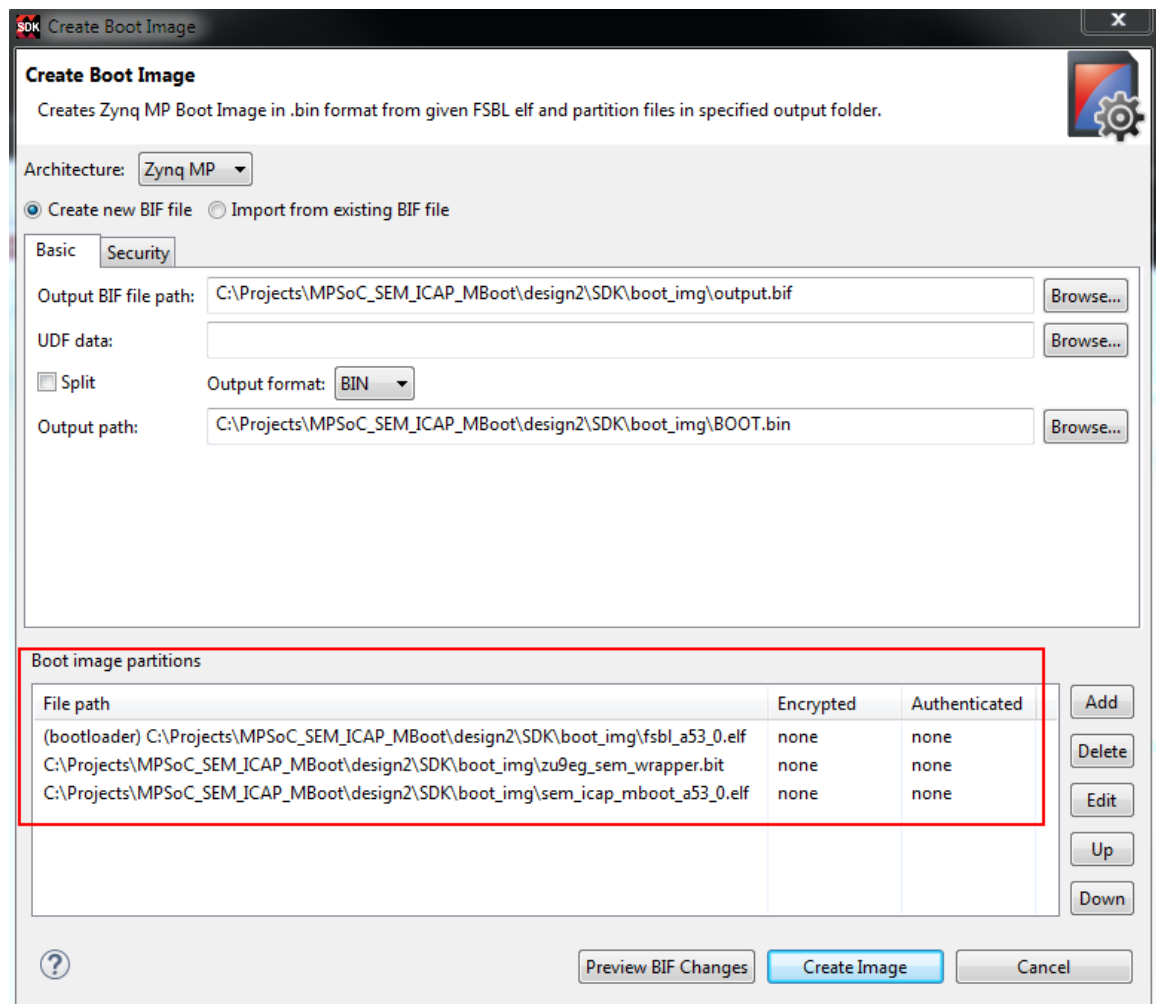 SDK Create Boot Image
X
Create Boot Image
Creates Zynq MP Boot Image in .bin format from given FSBL elf and partition files in specified output folder.
Architecture: Zynq MP
Create new BIF file Import from existing BIF file
Basic Security
Output BIF file path: C:\Projects\MPSoC_SEM_ICAP_MBoot\design2\SDK\boot_img\output.bif Browse...
UDF data: Browse...
Split Output format: BIN
Output path: C:\Projects\MPSoC_SEM_ICAP_MBoot\design2\SDK\boot_img\BOOT.bin Browse...
Boot image partitions
File path Encrypted Authenticated Add
(bootloader) C:\Projects\MPSoC_SEM_ICAP_MBoot\design2\SDK\boot_img\fsbl_a53_0.elf none none
Delete
C:\Projects\MPSoC_SEM_ICAP_MBoot\design2\SDK\boot_img\zu9eg_sem_wrapper.bit none none
C:\Projects\MPSoC_SEM_ICAP_MBoot\design2\SDK\boot_img\sem_icap_mboot_a53_0.elf none none
Edit
Up
Down
? Preview BIF Changes Create Image Cancel